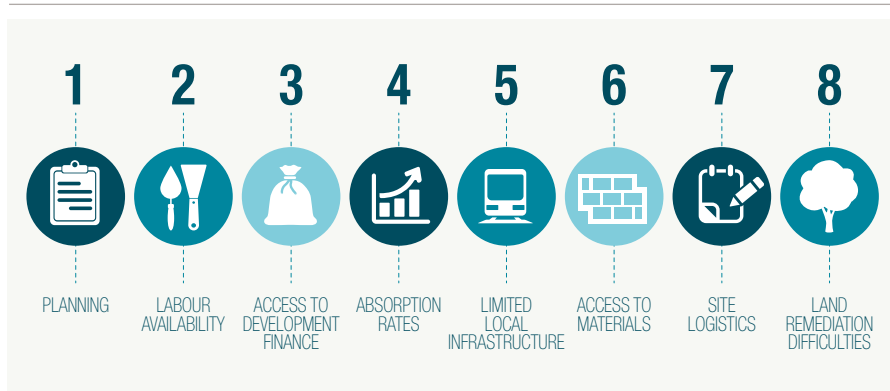 1
2
3
4
5
6
7
8
PLANNING
LABOUR
AVAILABILITY
ACCESS TO
DEVELOPMENT
FINANCE
ABSORPTION
RATES
LIMITED
LOCAL
INFRASTRUCTURE
ACCESS TO
MATERIALS
SITE
LOGISTICS
LAND
REMEDIATION
DIFFICULTIES